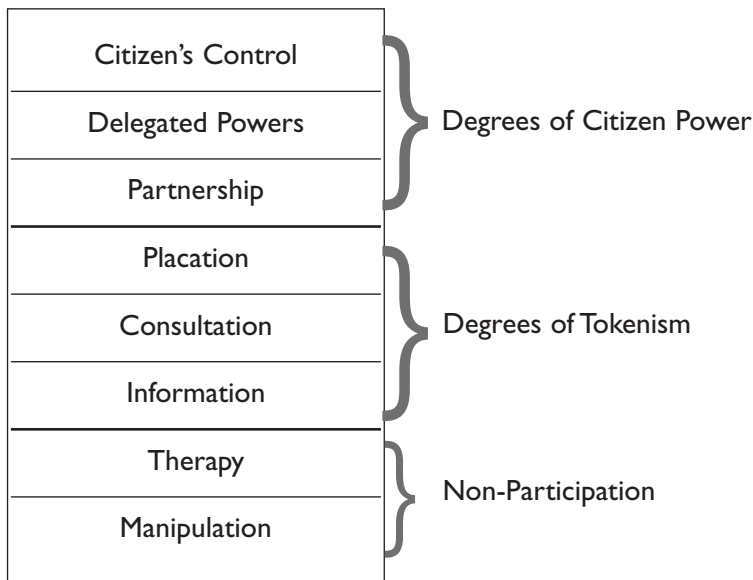 Citizen's Control
Delegated Powers
Partnership
Degrees of Citizen Power
Placation
Consultation
Information
Degrees of Tokenism
Therapy
Manipulation
Non-Participation